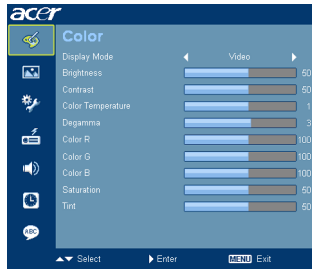 acer
Color
Display Mode Video
Brightness 50
Contrast 50
Color Temperature 1
Degamma 3
Color R 100
Color G 100
Color B 100
Saturation 50
Tint 50
ABC
Select Enter MENU Exit